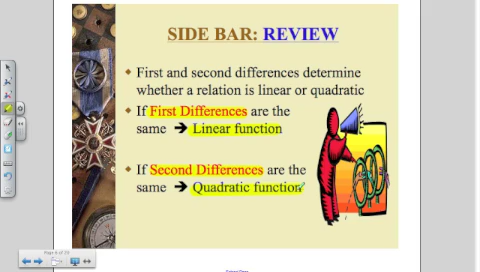 SIDE BAR: REVIEW
First and second differences determine
whether a relation is linear or quadratic
If First Differences are the
same ➔ Linear function
If Second Differences are the
same ➔ Quadratic function